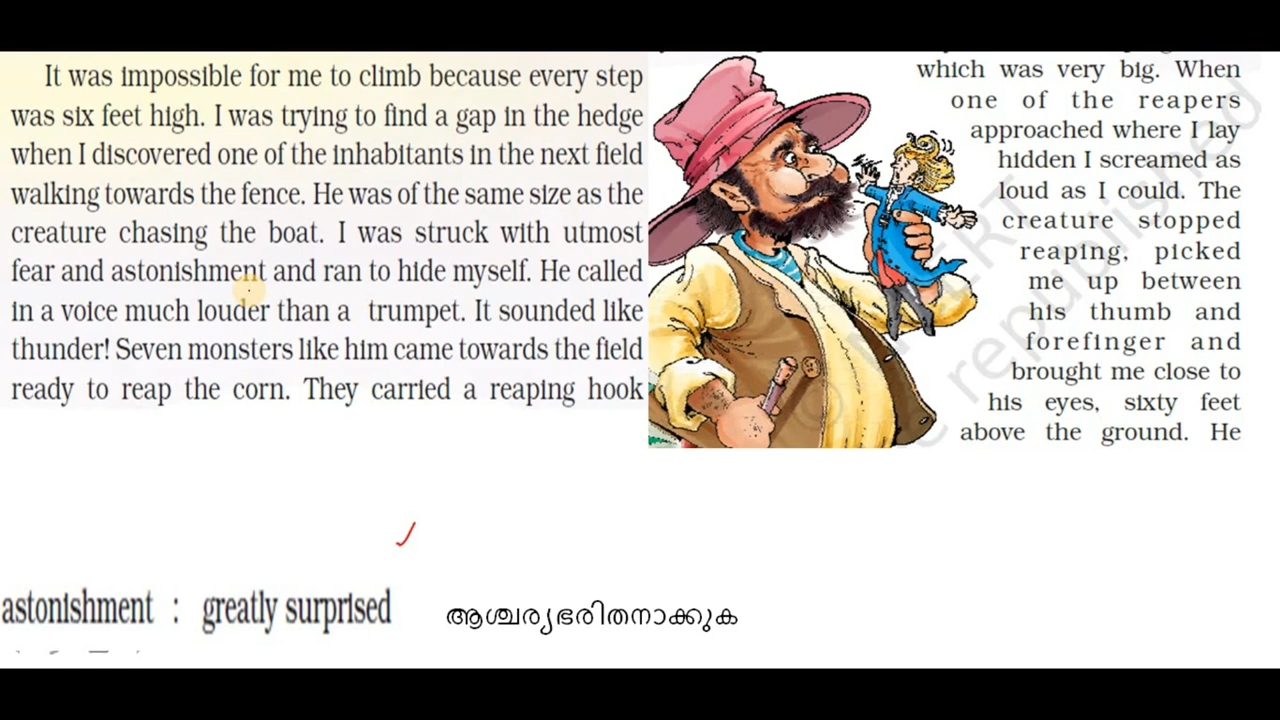 It was impossible for me to climb because every step
was six feet high. I was trying to find a gap in the hedge
when I discovered one of the inhabitants in the next field
walking towards the fence. He was of the same size as the
creature chasing the boat. I was struck with utmost
fear and astonishment and ran to hide myself. He called
in a voice much louder than a trumpet. It sounded like
thunder! Seven monsters like him came towards the field
ready to reap the corn. They carried a reaping hook
which was very big. When
one of the reapers
approached where I lay
hidden I screamed as
loud as I could. The
creature stopped
reaping, picked
me up between
his thumb and
forefinger and
brought me close to
his eyes, sixty feet
above the ground. He
republished
astonishment : greatly surprised
ആശ്ചര്യഭരിതനാക്കുക